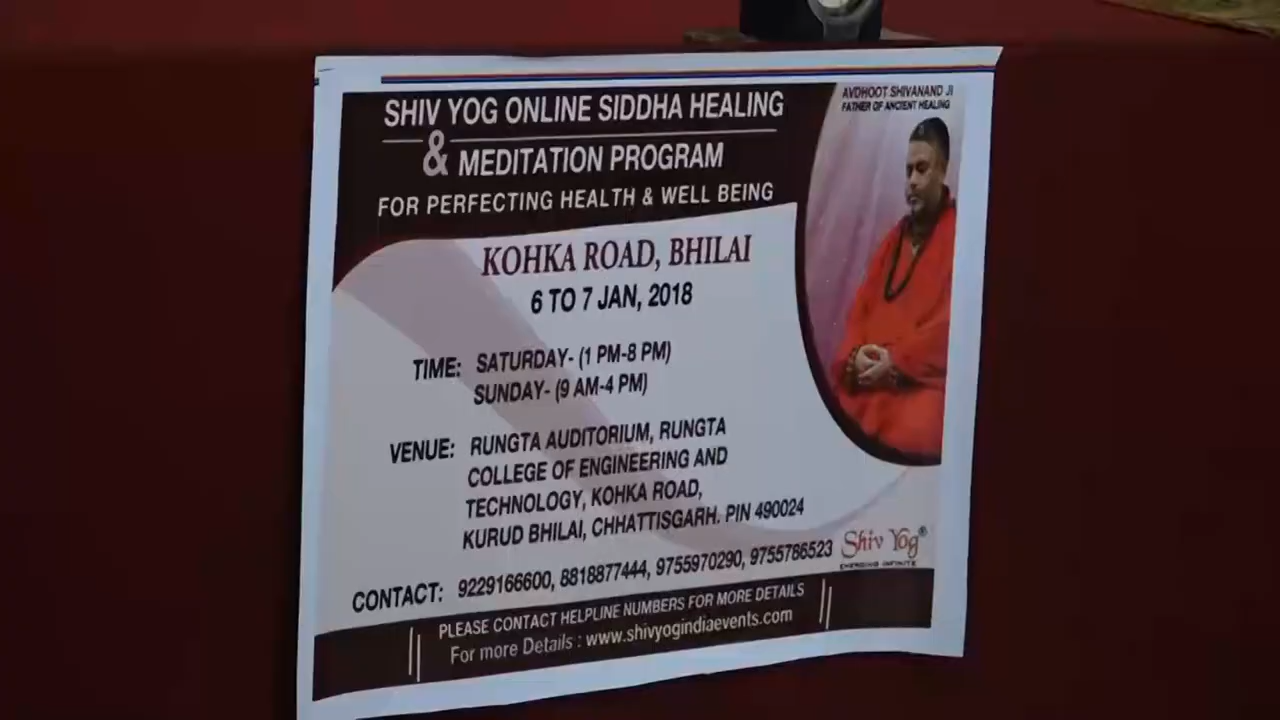 SHIV YOG ONLINE SIDDHA HEALING
& MEDITATION PROGRAM
FOR PERFECTING HEALTH & WELL BEING
AVDHOOT SHIVANAND JI
FATHER OF ANCIENT HEALING
KOHKA ROAD, BHILAI
6 TO 7 JAN, 2018
TIME: SATURDAY- (1 PM-8 PM)
SUNDAY- (9 AM-4 PM)
VENUE: RUNGTA AUDITORIUM, RUNGTA
COLLEGE OF ENGINEERING AND
TECHNOLOGY, KOHKA ROAD,
KURUD BHILAI, CHHATTISGARH. PIN 490024
Shiv Yog®
EMERGING INFINITE
CONTACT: 9229166600, 8818877444, 9755970290, 9755786523
PLEASE CONTACT HELPLINE NUMBERS FOR MORE DETAILS
For more Details : www.shivyogindiaevents.com